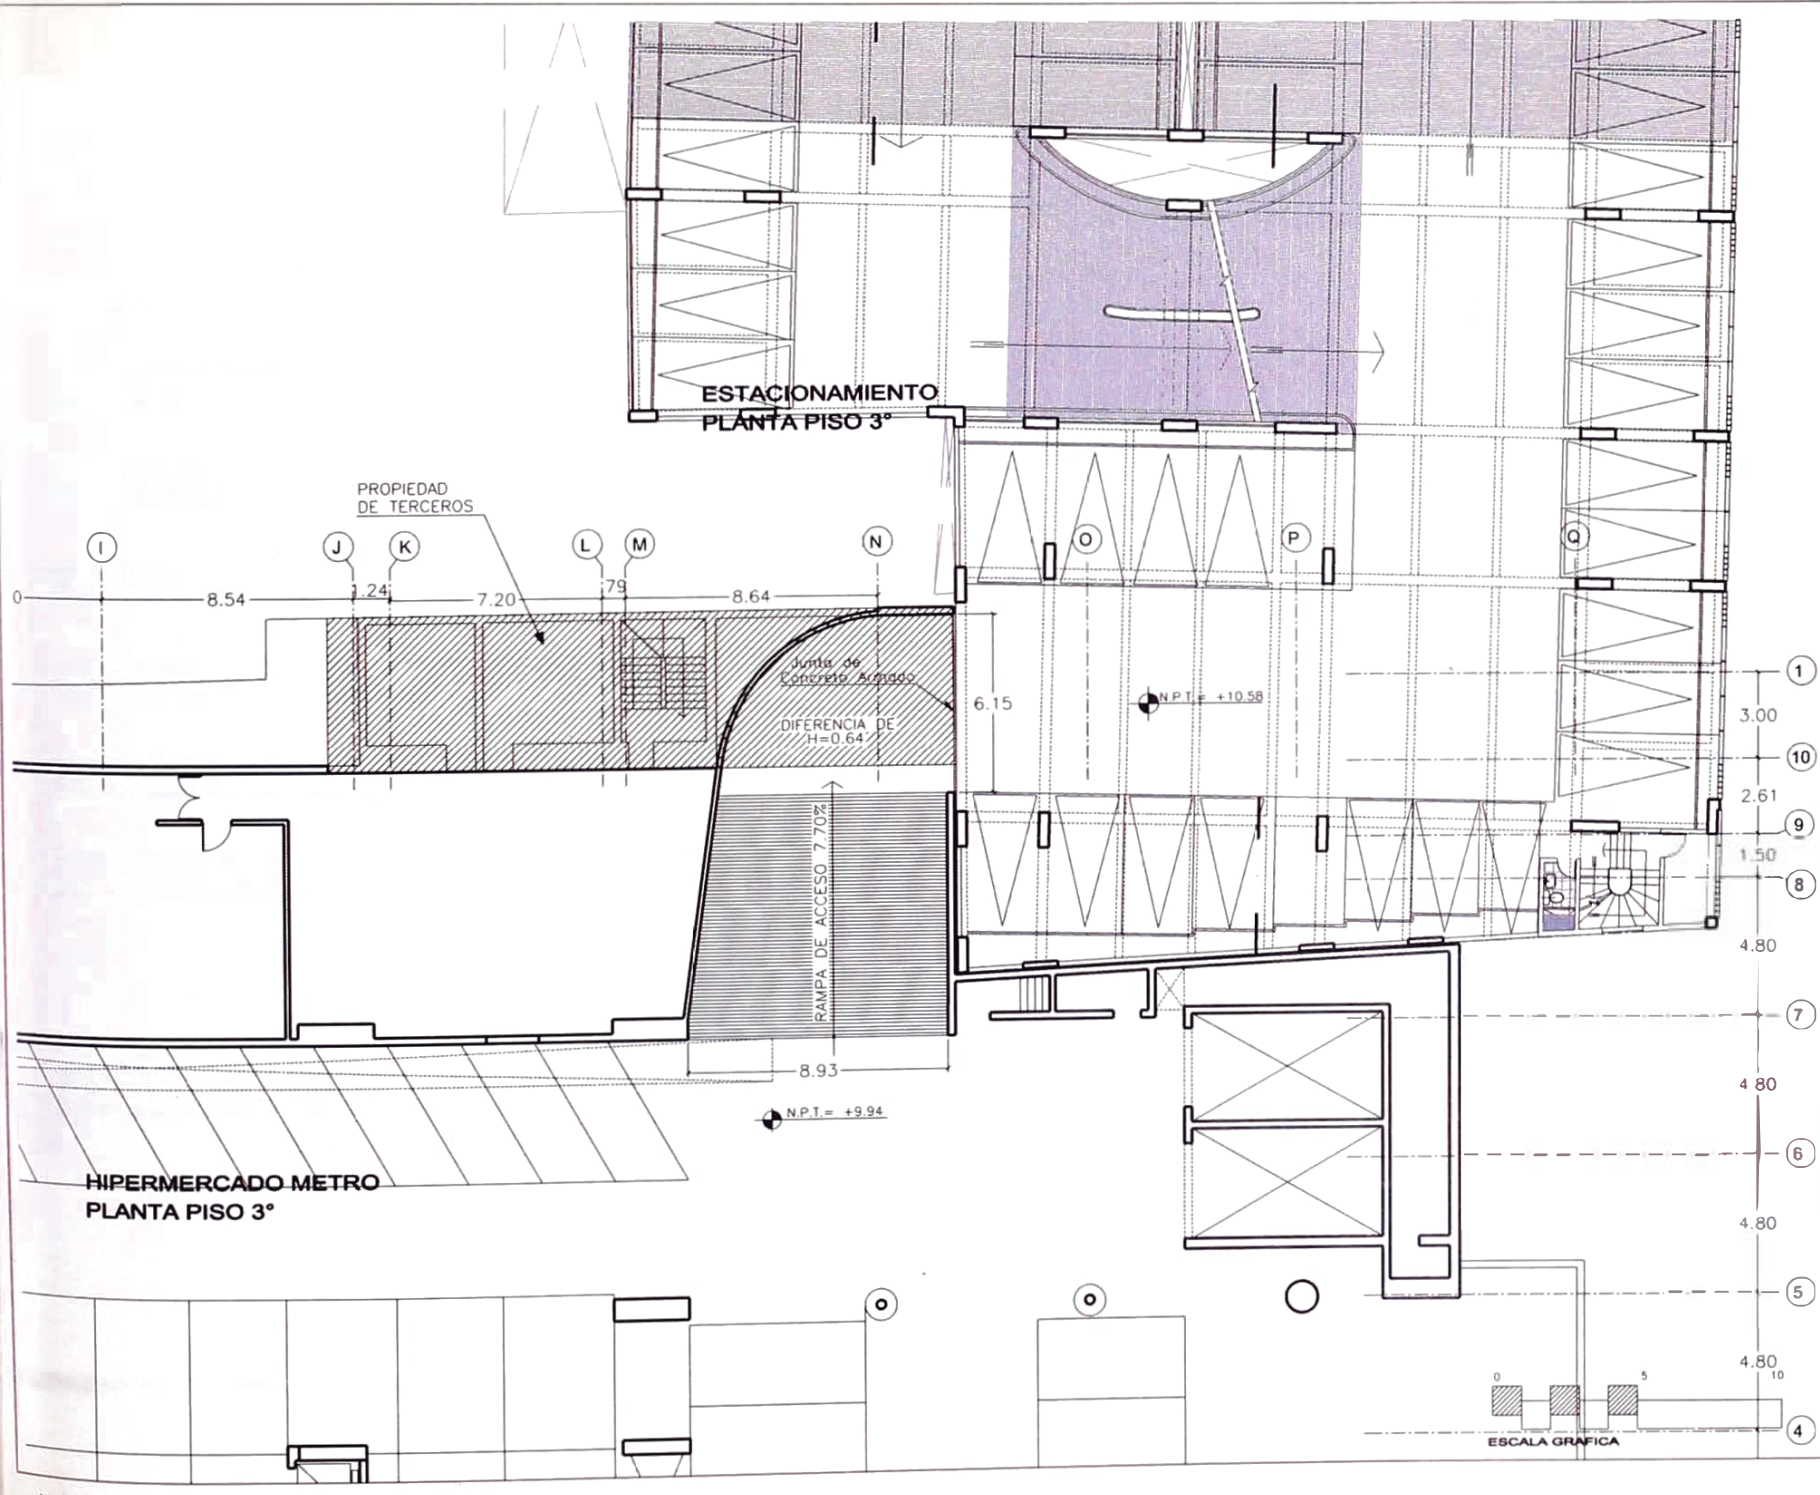 ESTACIONAMIENTO
PLANTA PISO 3°
PROPIEDAD
DE TERCEROS
I
J
K
L
M
N
O
P
Q
0
8.54
1.24
7.20
.79
8.64
Junta de
Concreto Armado
6.15
DIFERENCIA DE
H=0.64
N.P.T.= +10.58
1
3.00
10
2.61
9
1.50
8
4.80
7
4.80
6
4.80
5
4.80
4
RAMPA DE ACCESO 7.70%
8.93
N.P.T.= +9.94
HIPERMERCADO METRO
PLANTA PISO 3°
0
5
10
ESCALA GRAFICA